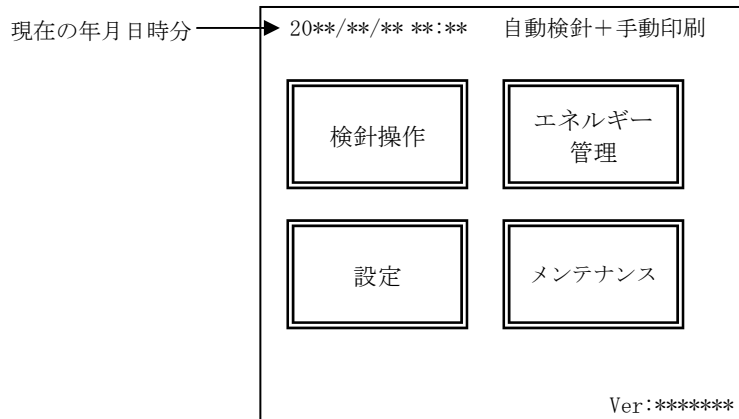 現在の年月日時分
20**/**/** **:** 自動検針＋手動印刷
検針操作
エネルギー
管理
設定
メンテナンス
Ver:*******